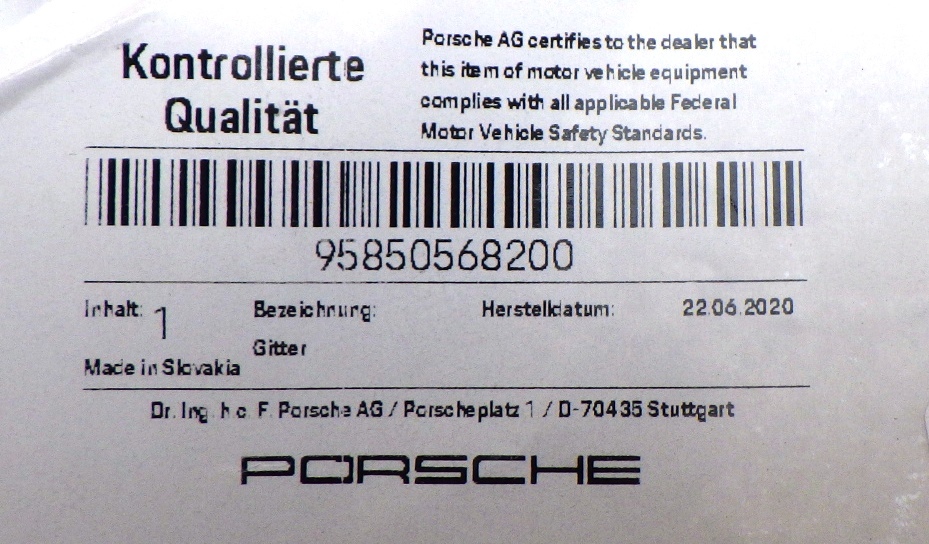 Kontrollierte
Qualität
Porsche AG certifies to the dealer that
this item of motor vehicle equipment
complies with all applicable Federal
Motor Vehicle Safety Standards.
95850568200
Inhalt: 1 Bezeichnung: Herstelldatum: 22.06.2020
Gitter
Made in Slovakia
Dr. Ing. h.c. F. Porsche AG / Porscheplatz 1 / D-70435 Stuttgart
PORSCHE